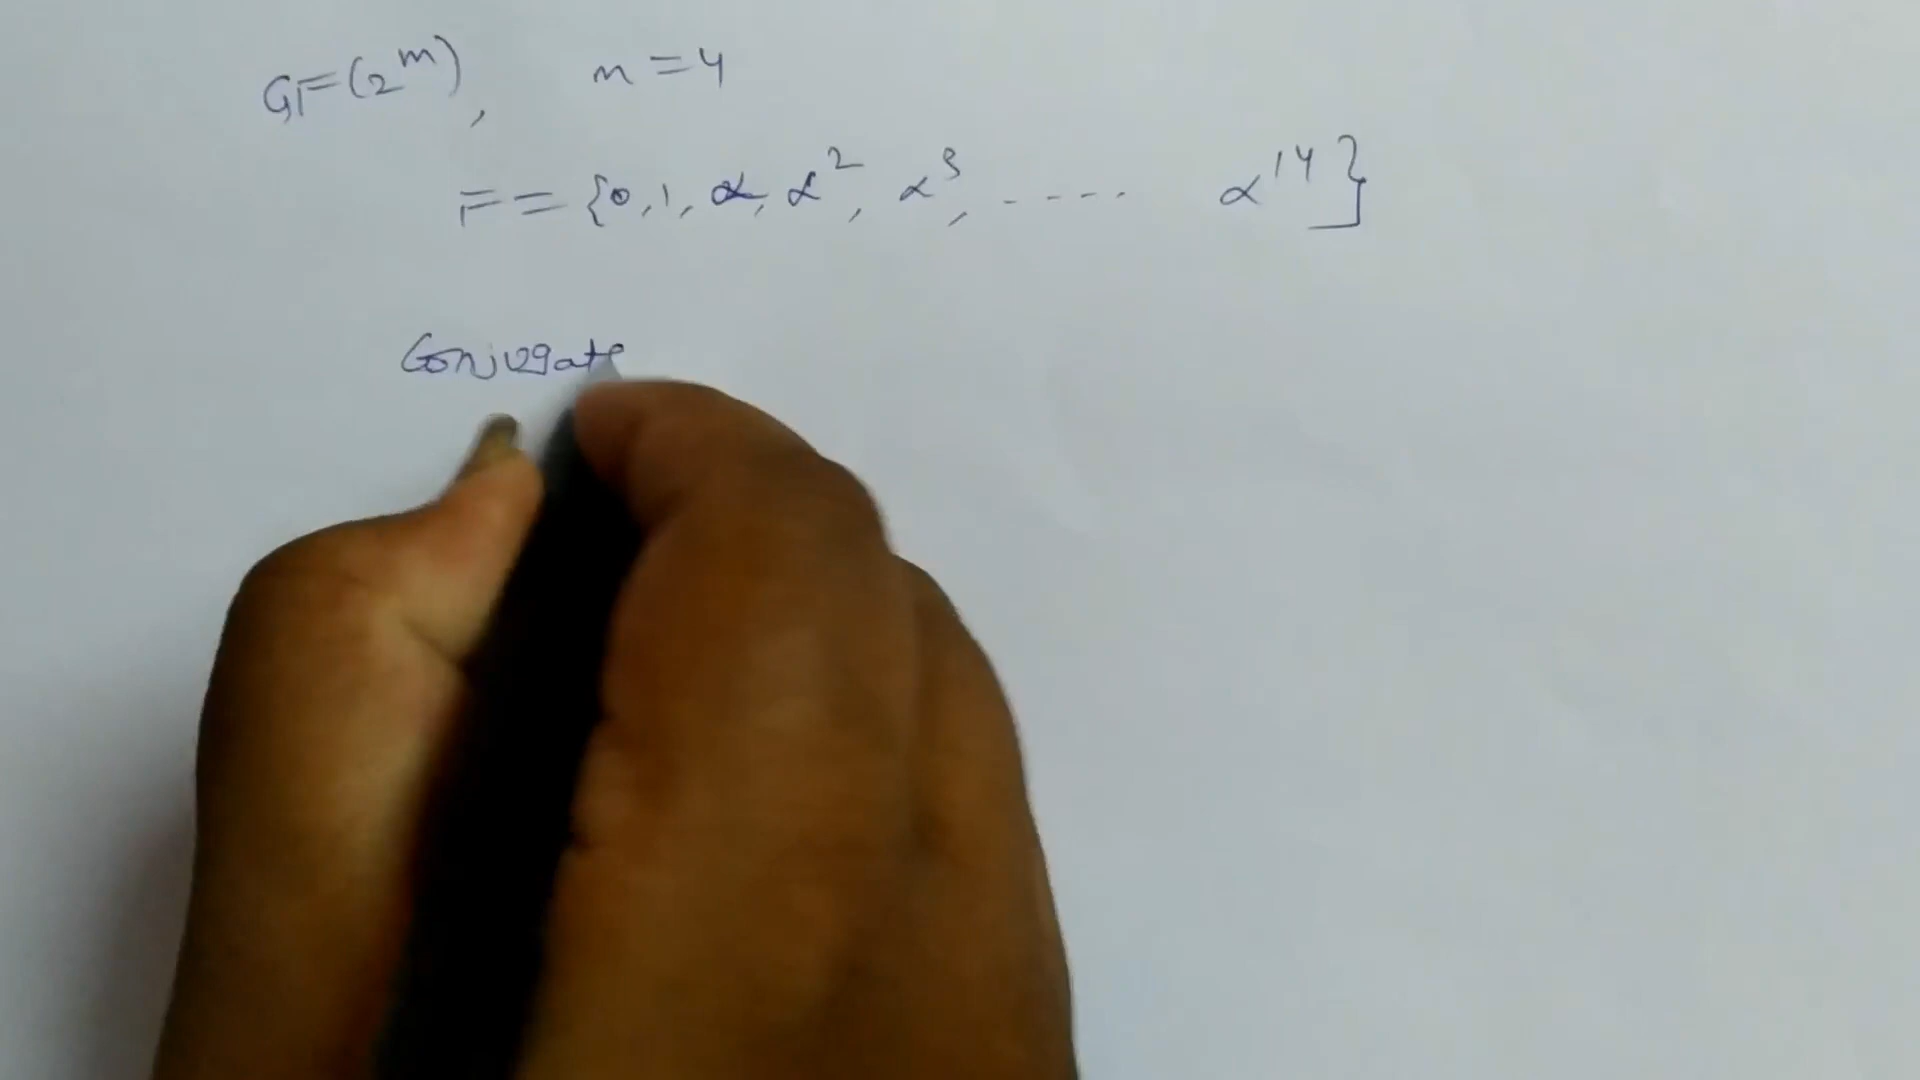 GF(2^m), m = 4
F = {0, 1, α, α^2, α^3, ---- α^14}
Conjugate